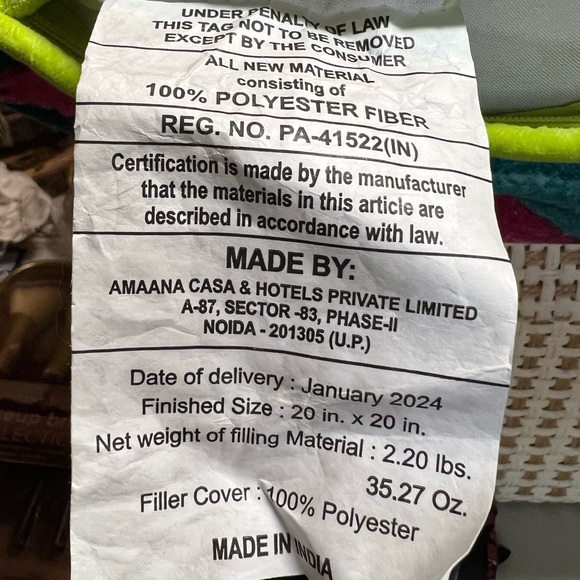 UNDER PENALTY OF LAW
THIS TAG NOT TO BE REMOVED
EXCEPT BY THE CONSUMER
ALL NEW MATERIAL
consisting of
100% POLYESTER FIBER
REG. NO. PA-41522(IN)
Certification is made by the manufacturer
that the materials in this article are
described in accordance with law.
MADE BY:
AMAANA CASA & HOTELS PRIVATE LIMITED
A-87, SECTOR -83, PHASE-II
NOIDA - 201305 (U.P.)
Date of delivery : January 2024
Finished Size : 20 in. x 20 in.
Net weight of filling Material : 2.20 lbs.
35.27 Oz.
Filler Cover : 100% Polyester
MADE IN INDIA